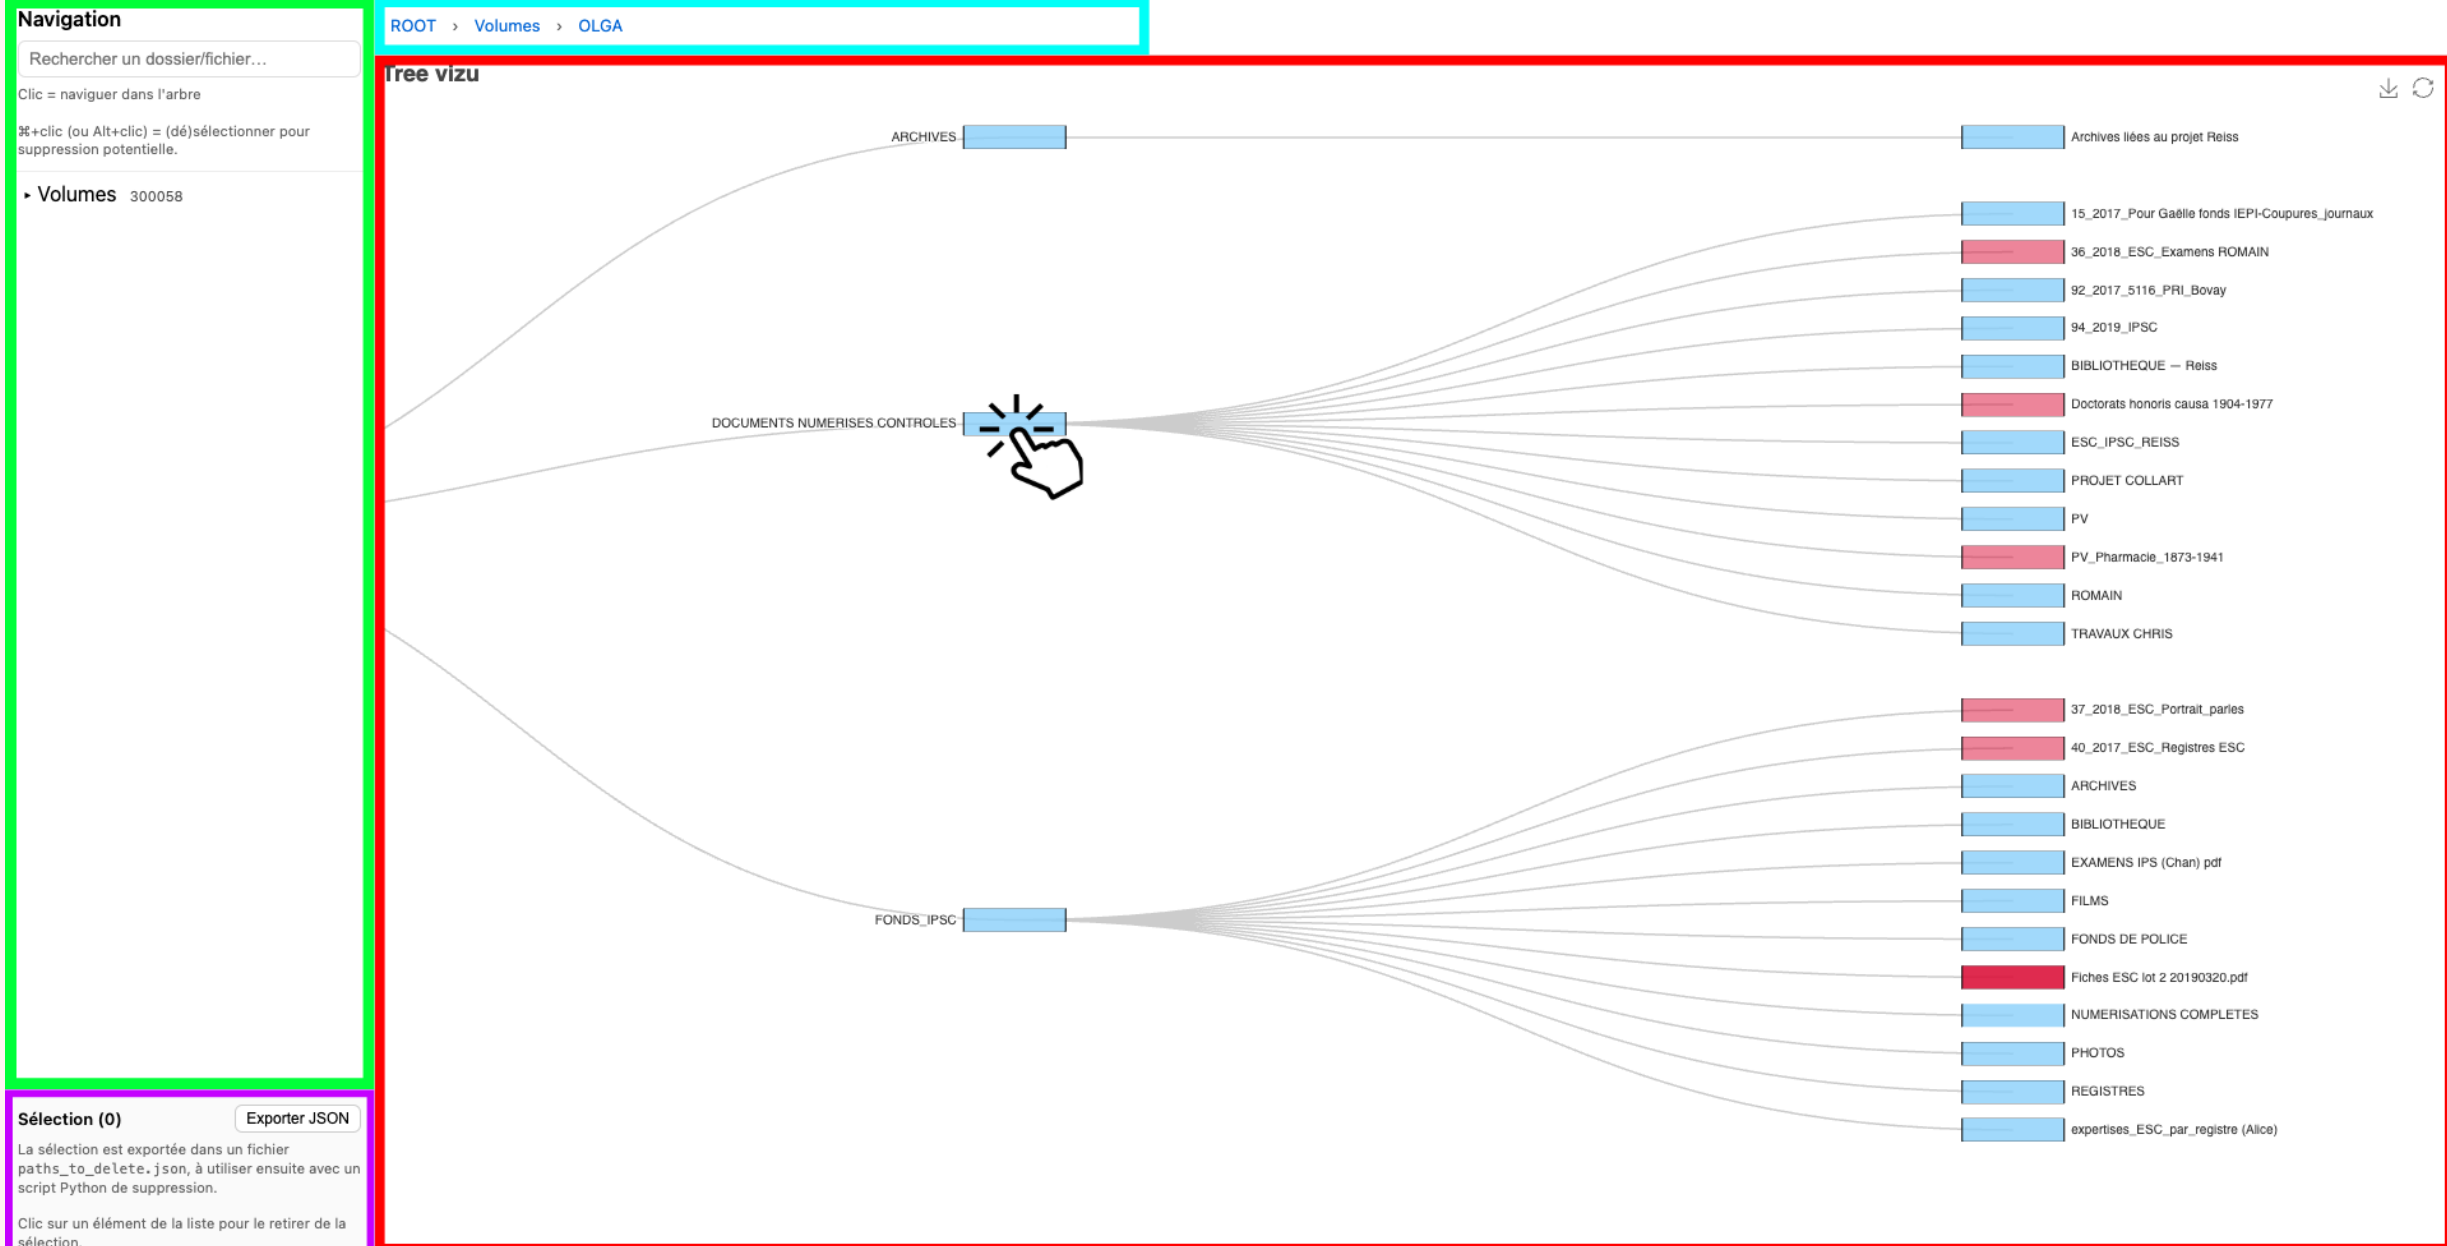 Navigation
Rechercher un dossier/fichier…
Clic = naviguer dans l'arbre
⌘+clic (ou Alt+clic) = (dé)sélectionner pour
suppression potentielle.
▸ Volumes 300058
Sélection (0)
Exporter JSON
La sélection est exportée dans un fichier
paths_to_delete.json, à utiliser ensuite avec un
script Python de suppression.
Clic sur un élément de la liste pour le retirer de la
sélection.
ROOT › Volumes › OLGA
Tree vizu
ARCHIVES
DOCUMENTS NUMERISES CONTROLES
FONDS_IPSC
Archives liées au projet Reiss
15_2017_Pour Gaëlle fonds IEPI-Coupures_journaux
36_2018_ESC_Examens ROMAIN
92_2017_5116_PRI_Bovay
94_2019_IPSC
BIBLIOTHEQUE — Reiss
Doctorats honoris causa 1904-1977
ESC_IPSC_REISS
PROJET COLLART
PV
PV_Pharmacie_1873-1941
ROMAIN
TRAVAUX CHRIS
37_2018_ESC_Portrait_parles
40_2017_ESC_Registres ESC
ARCHIVES
BIBLIOTHEQUE
EXAMENS IPS (Chan) pdf
FILMS
FONDS DE POLICE
Fiches ESC lot 2 20190320.pdf
NUMERISATIONS COMPLETES
PHOTOS
REGISTRES
expertises_ESC_par_registre (Alice)